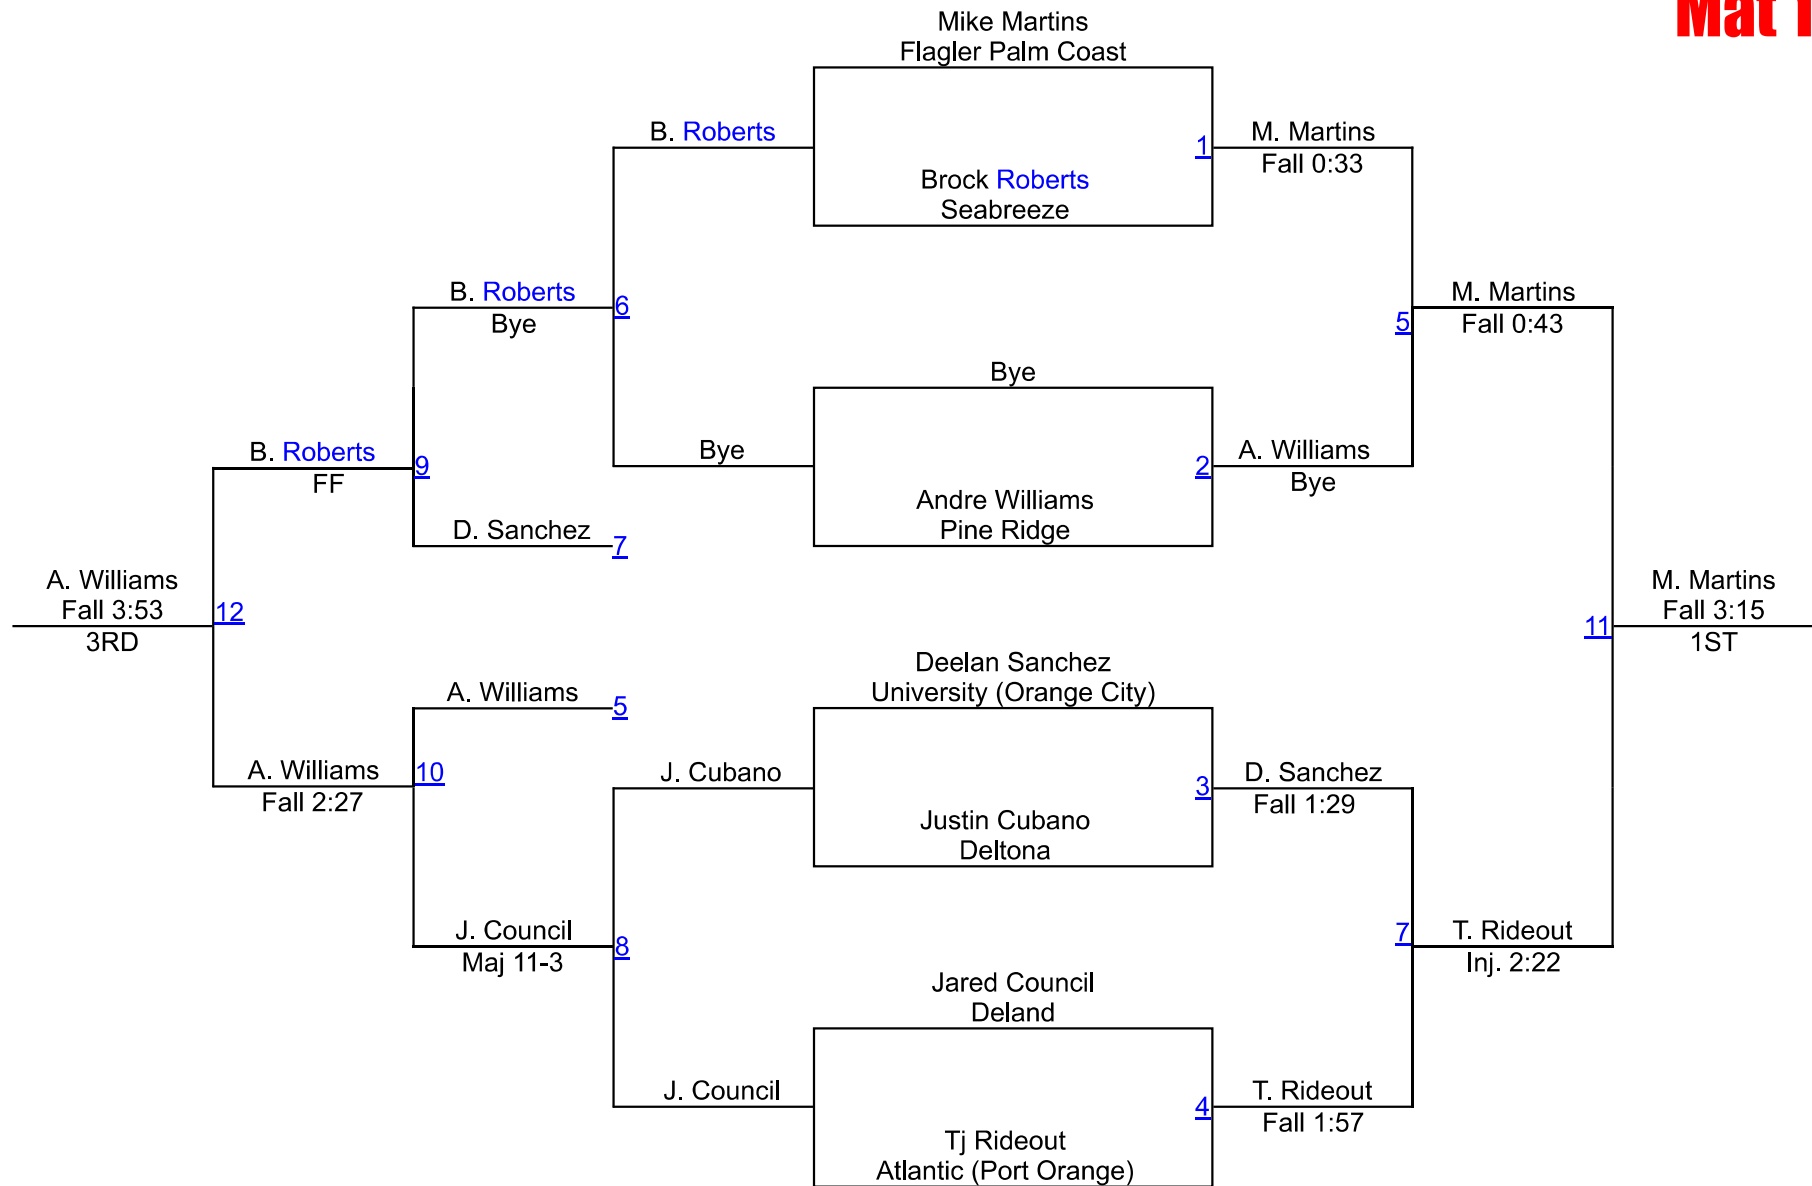 Mat 1
Mike Martins
Flagler Palm Coast
B. Roberts
1
M. Martins
Fall 0:33
Brock Roberts
Seabreeze
B. Roberts
Bye
6
5
M. Martins
Fall 0:43
Bye
B. Roberts
FF
9
Bye
2
A. Williams
Bye
Andre Williams
Pine Ridge
D. Sanchez
7
A. Williams
Fall 3:53
3RD
12
11
M. Martins
Fall 3:15
1ST
Deelan Sanchez
University (Orange City)
A. Williams
5
A. Williams
Fall 2:27
10
J. Cubano
3
D. Sanchez
Fall 1:29
Justin Cubano
Deltona
J. Council
Maj 11-3
8
7
T. Rideout
Inj. 2:22
Jared Council
Deland
J. Council
4
T. Rideout
Fall 1:57
Tj Rideout
Atlantic (Port Orange)